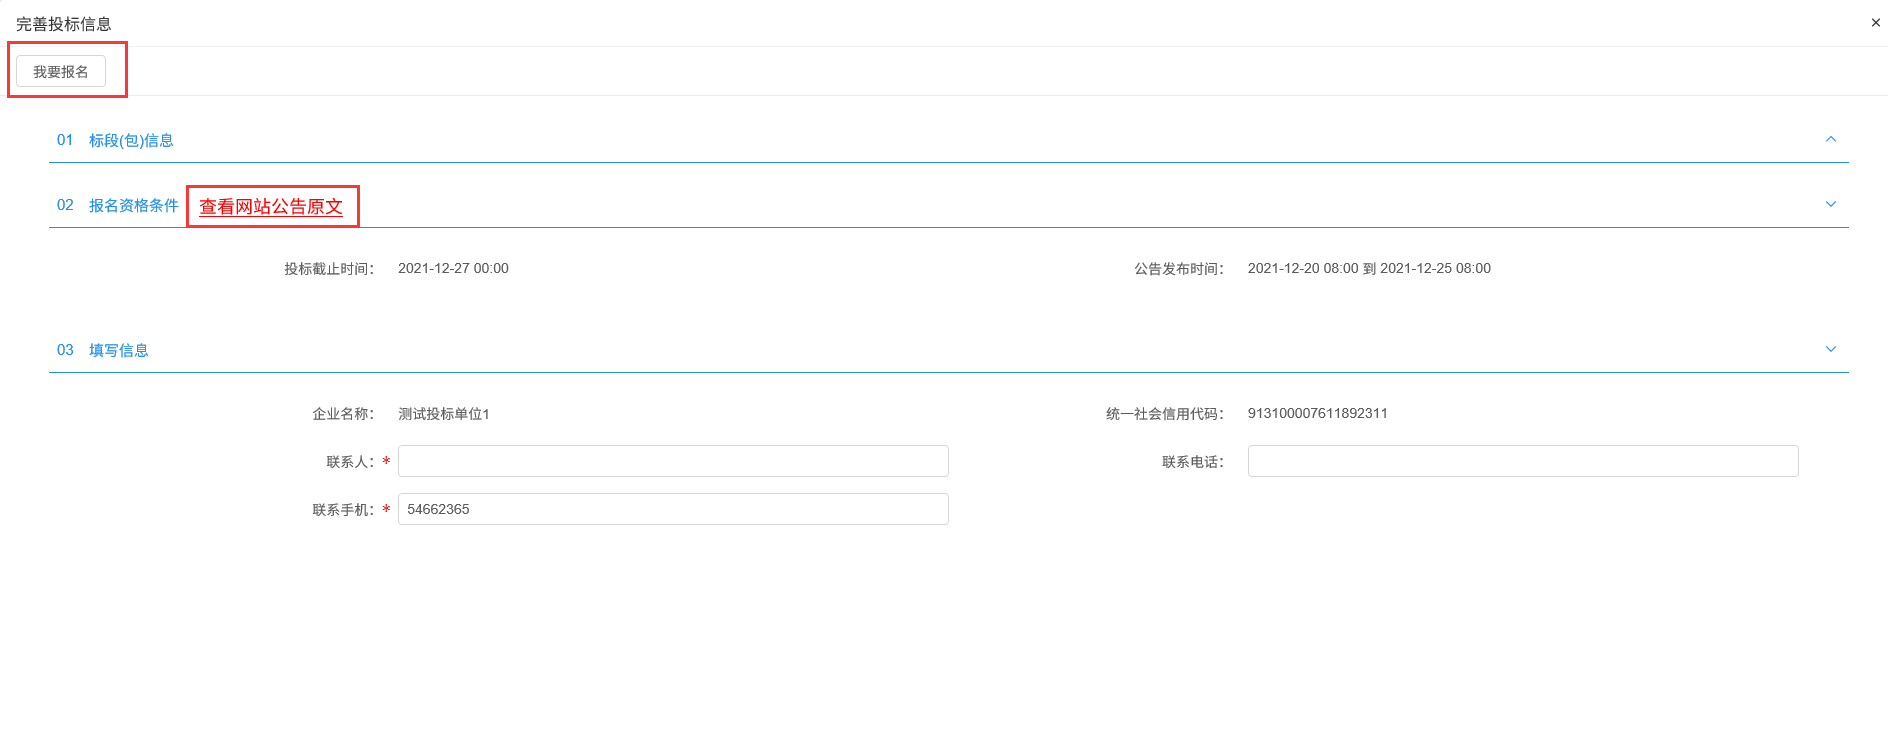 完善投标信息
×
我要报名
01 标段(包)信息
02 报名资格条件 查看网站公告原文
投标截止时间： 2021-12-27 00:00 公告发布时间： 2021-12-20 08:00 到 2021-12-25 08:00
03 填写信息
企业名称： 测试投标单位1 统一社会信用代码： 913100007611892311
联系人：* 联系电话：
联系手机：* 54662365